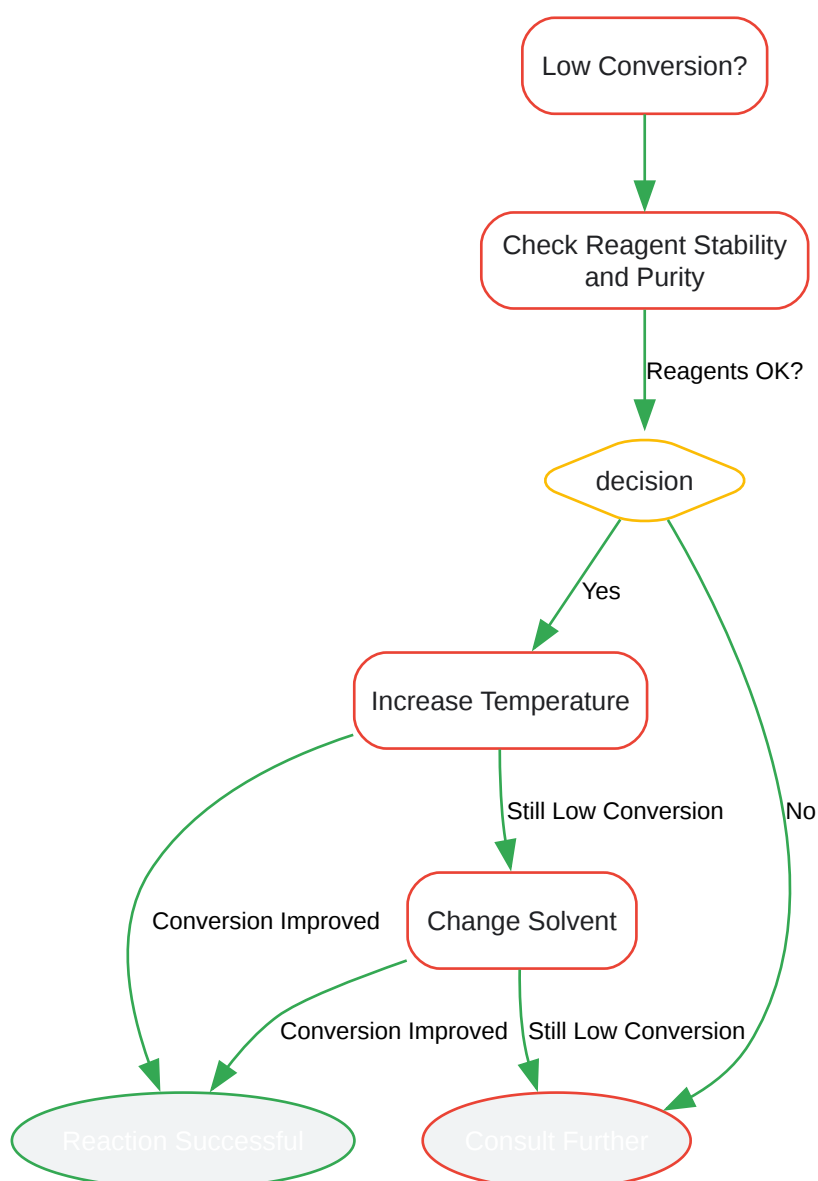 Low Conversion?
Check Reagent Stability
and Purity
Reagents OK?
decision
Yes
Increase Temperature
Still Low Conversion
No
Change Solvent
Conversion Improved
Conversion Improved
Still Low Conversion
Reaction Successful
Consult Further